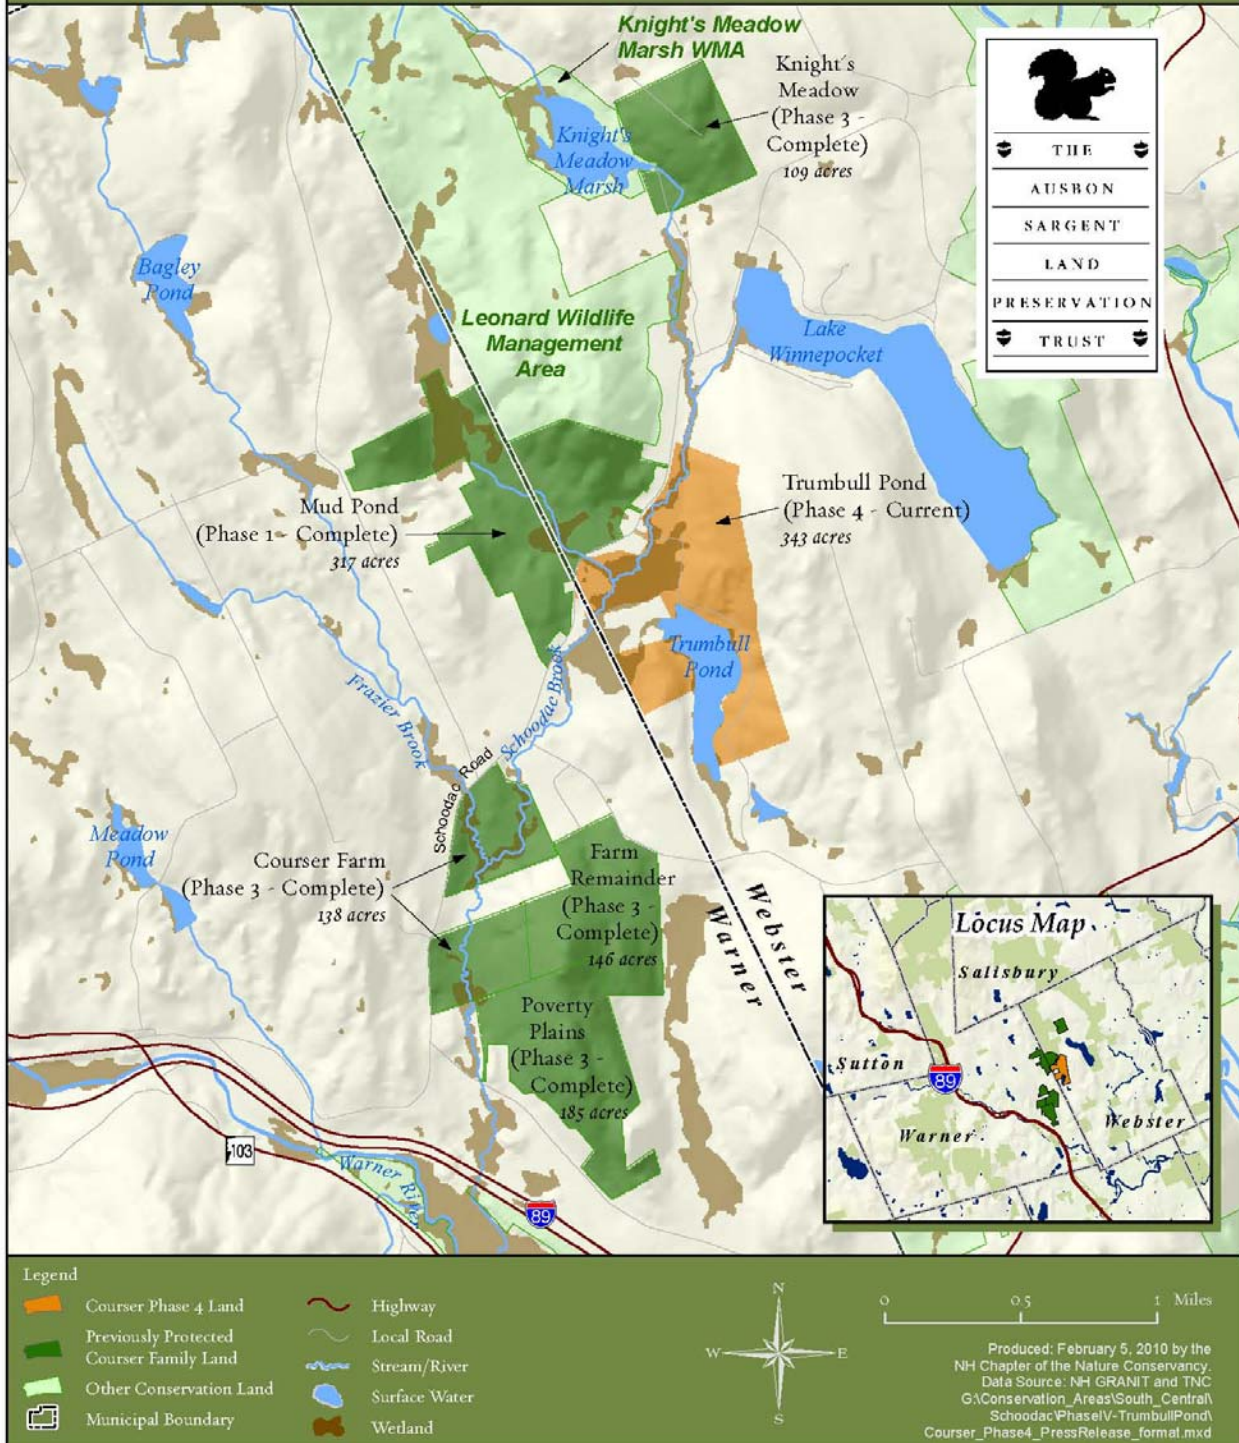 Knight's Meadow
Marsh WMA
Knight's
Meadow
(Phase 3 -
Complete)
109 acres
Knight's
Meadow
Marsh
THE
AUSBON
SARGENT
LAND
PRESERVATION
TRUST
Bagley
Pond
Leonard Wildlife
Management
Area
Lake
Winnepocket
Mud Pond
(Phase 1 - Complete)
317 acres
Trumbull Pond
(Phase 4 - Current)
343 acres
Trumbull
Pond
Frazier Brook
Schoodac Brook
Schoodac Road
Meadow
Pond
Courser Farm
(Phase 3 - Complete)
138 acres
Farm
Remainder
(Phase 3 -
Complete)
146 acres
Webster
Warner
Poverty
Plains
(Phase 3 -
Complete)
185 acres
103
Warner River
89
Locus Map
Salisbury
Sutton
89
Warner
Webster
Legend
Courser Phase 4 Land
Previously Protected
Courser Family Land
Other Conservation Land
Municipal Boundary
Highway
Local Road
Stream/River
Surface Water
Wetland
N
W E
S
0 0.5 1 Miles
Produced: February 5, 2010 by the
NH Chapter of the Nature Conservancy.
Data Source: NH GRANIT and TNC
G:\Conservation_Areas\South_Central\
Schoodac\PhaseIV-TrumbullPond\
Courser_Phase4_PressRelease_format.mxd